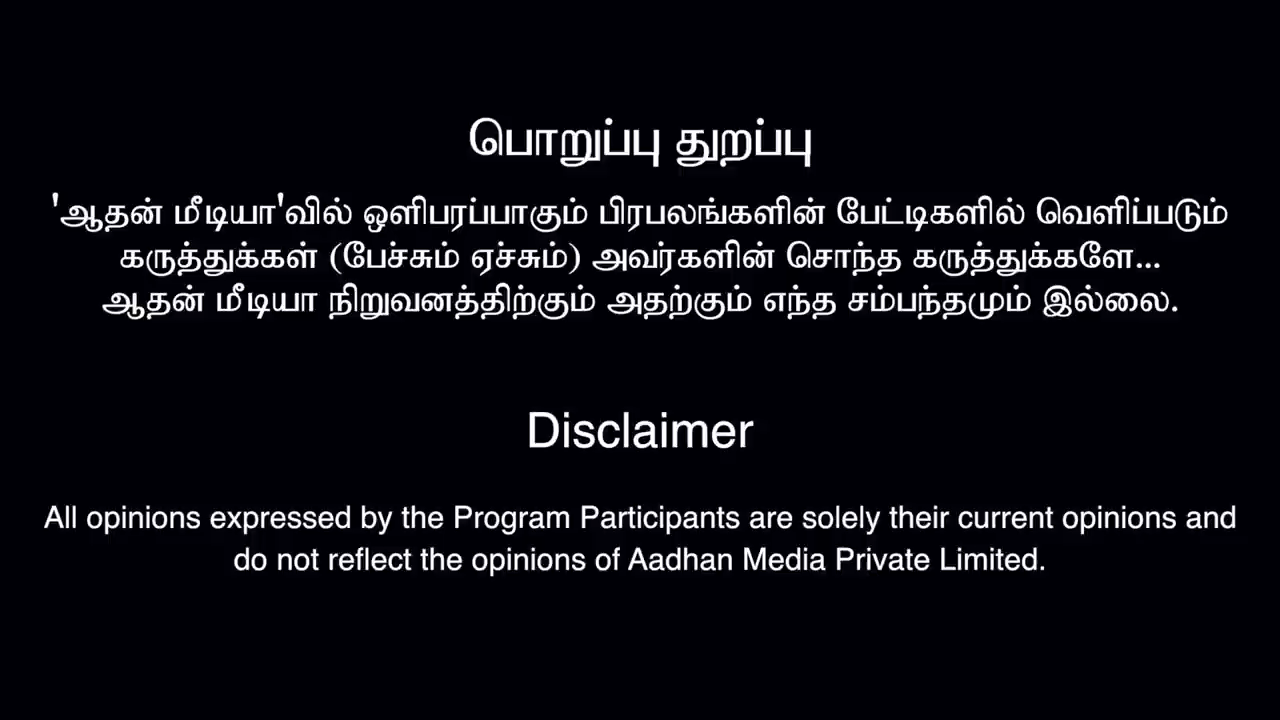 பொறுப்பு துறப்பு
'ஆதன் மீடியா'வில் ஒளிபரப்பாகும் பிரபலங்களின் பேட்டிகளில் வெளிப்படும்
கருத்துக்கள் (பேச்சும் ஏச்சும்) அவர்களின் சொந்த கருத்துக்களே...
ஆதன் மீடியா நிறுவனத்திற்கும் அதற்கும் எந்த சம்பந்தமும் இல்லை.
Disclaimer
All opinions expressed by the Program Participants are solely their current opinions and
do not reflect the opinions of Aadhan Media Private Limited.